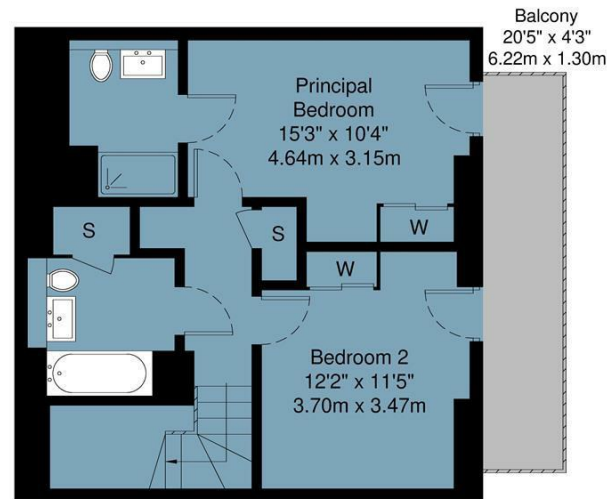 Balcony
20'5" x 4'3"
6.22m x 1.30m
Principal
Bedroom
15'3" x 10'4"
4.64m x 3.15m
S
S
W
W
Bedroom 2
12'2" x 11'5"
3.70m x 3.47m